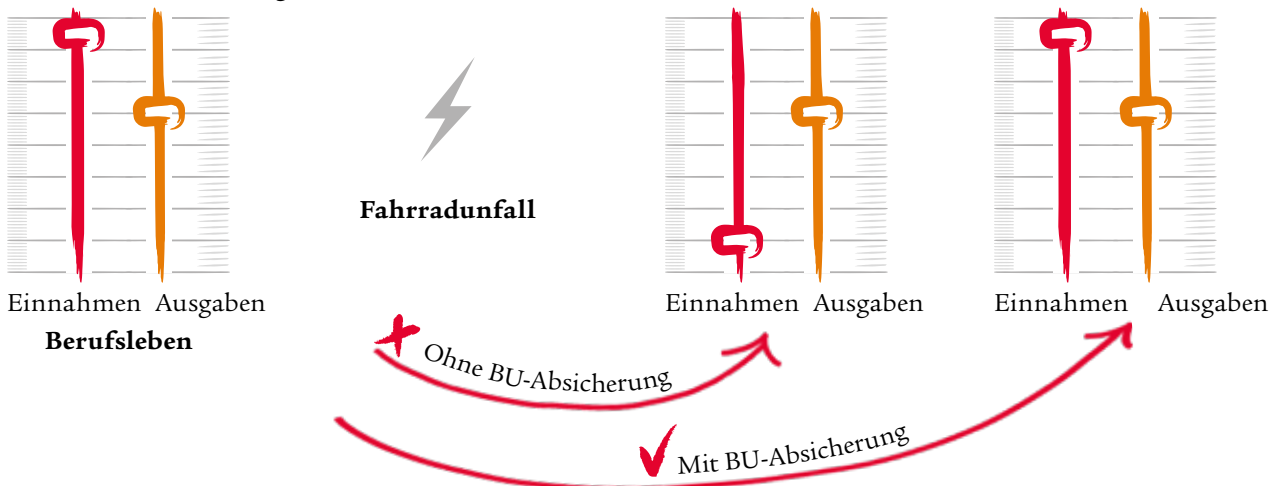 Fahrradunfall
Einnahmen Ausgaben
Berufsleben
Einnahmen Ausgaben
Einnahmen Ausgaben
Ohne BU-Absicherung
Mit BU-Absicherung